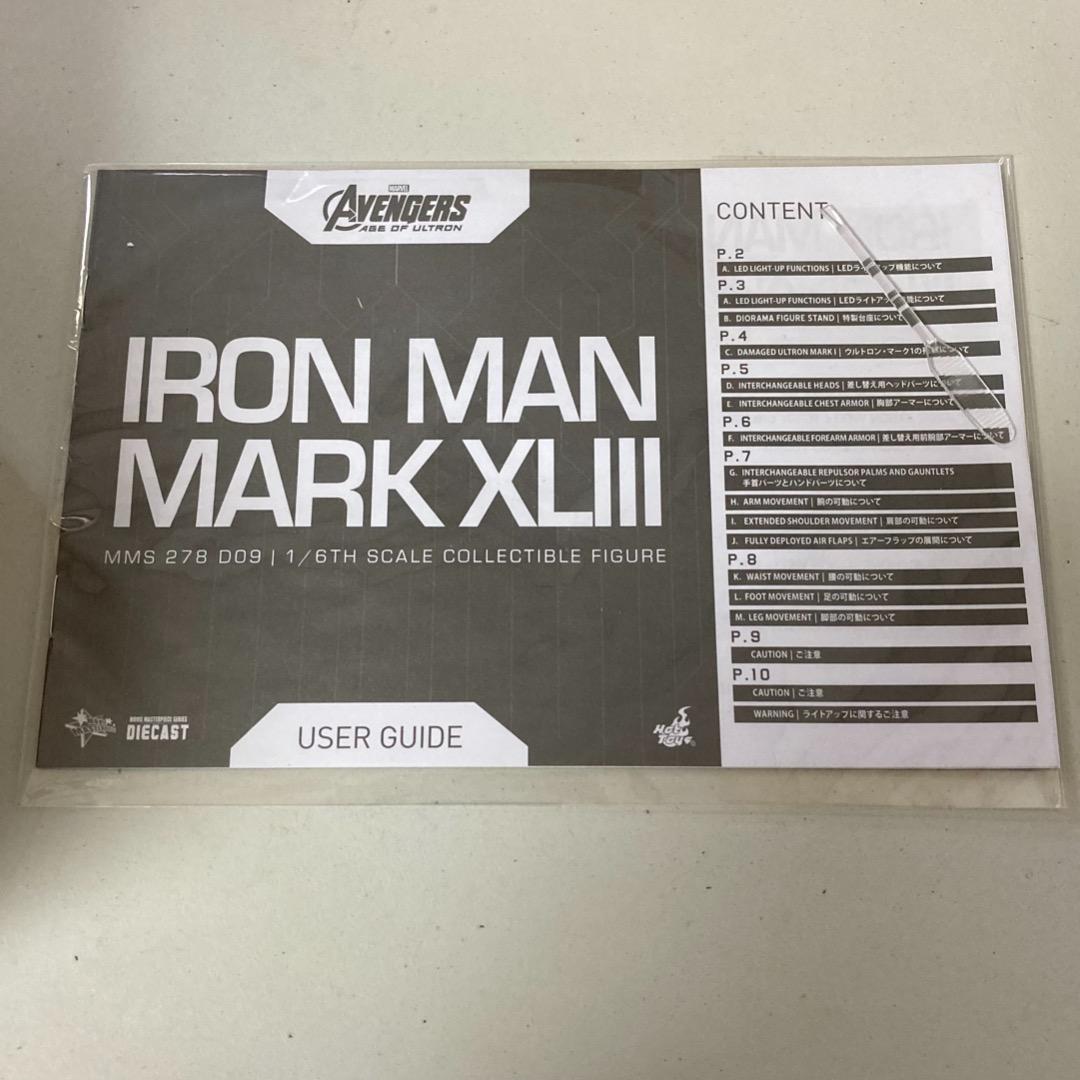 MARVEL
AVENGERS
AGE OF ULTRON
IRON MAN
MARK XLIII
MMS 278 D09 | 1/6TH SCALE COLLECTIBLE FIGURE
MOVIE MASTERPIECE SERIES
DIECAST
USER GUIDE
Hot
Toys®
CONTENT
P.2
A. LED LIGHT-UP FUNCTIONS | LEDライトアップ機能について
P.3
A. LED LIGHT-UP FUNCTIONS | LEDライトアップ機能について
B. DIORAMA FIGURE STAND | 特製台座について
P.4
C. DAMAGED ULTRON MARK I | ウルトロン・マーク1の について
P.5
D. INTERCHANGEABLE HEADS | 差し替え用ヘッドパーツについて
E. INTERCHANGEABLE CHEST ARMOR | 胸部アーマーについて
P.6
F. INTERCHANGEABLE FOREARM ARMOR | 差し替え用前腕部アーマーについて
P.7
G. INTERCHANGEABLE REPULSOR PALMS AND GAUNTLETS
手首パーツとハンドパーツについて
H. ARM MOVEMENT | 腕の可動について
I. EXTENDED SHOULDER MOVEMENT | 肩部の可動について
J. FULLY DEPLOYED AIR FLAPS | エアーフラップの展開について
P.8
K. WAIST MOVEMENT | 腰の可動について
L. FOOT MOVEMENT | 足の可動について
M. LEG MOVEMENT | 脚部の可動について
P.9
CAUTION | ご注意
P.10
CAUTION | ご注意
WARNING | ライトアップに関するご注意